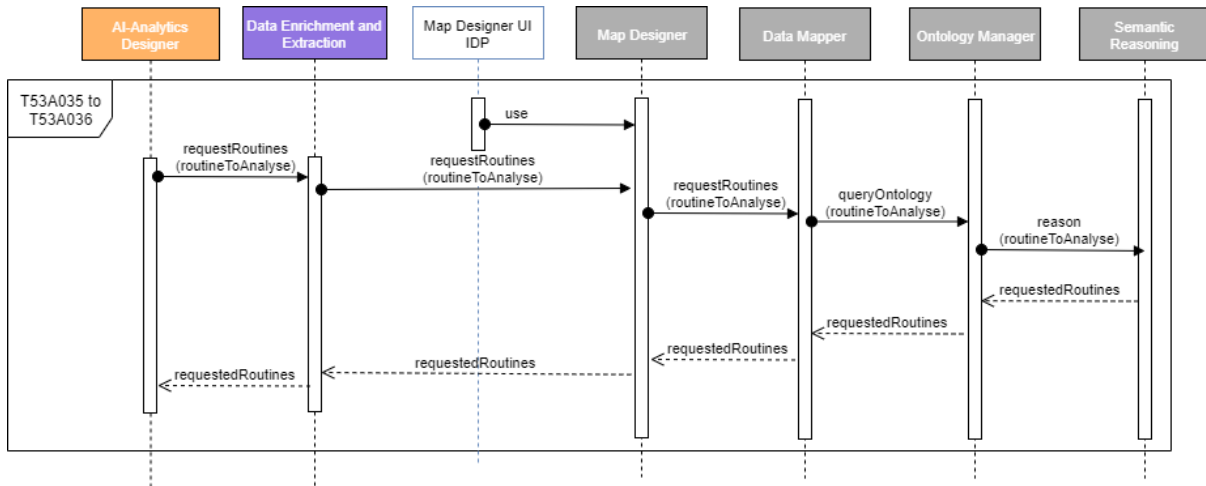 AI-Analytics
Designer
Data Enrichment and
Extraction
Map Designer UI
IDP
Map Designer
Data Mapper
Ontology Manager
Semantic
Reasoning
T53A035 to
T53A036
use
requestRoutines
(routineToAnalyse)
requestRoutines
(routineToAnalyse)
requestRoutines
(routineToAnalyse)
queryOntology
(routineToAnalyse)
reason
(routineToAnalyse)
requestedRoutines
requestedRoutines
requestedRoutines
requestedRoutines
requestedRoutines